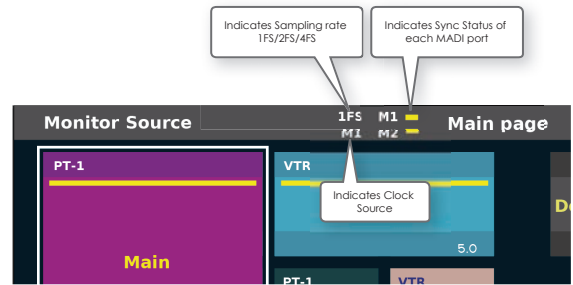 Indicates Sampling rate
1FS/2FS/4FS
Indicates Sync Status of
each MADI port
Monitor Source
1FS M1
M1 M2
Main page
PT-1
VTR
Indicates Clock
Source
5.0
Main
PT-1
VTR